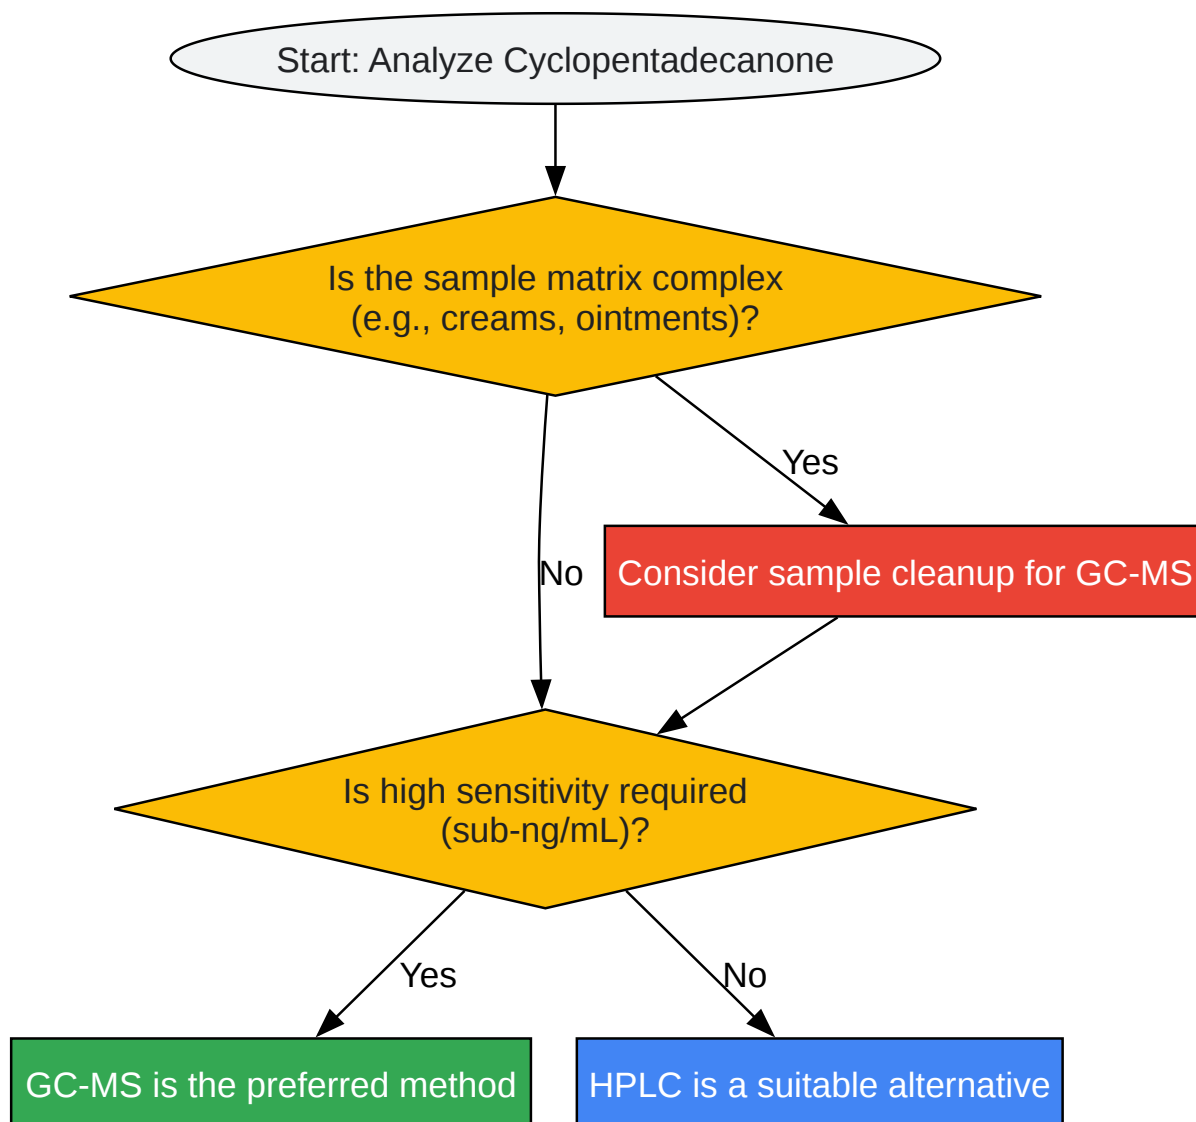 Start: Analyze Cyclopentadecanone
Is the sample matrix complex
(e.g., creams, ointments)?
Yes
No
Consider sample cleanup for GC-MS
Is high sensitivity required
(sub-ng/mL)?
Yes
No
GC-MS is the preferred method
HPLC is a suitable alternative